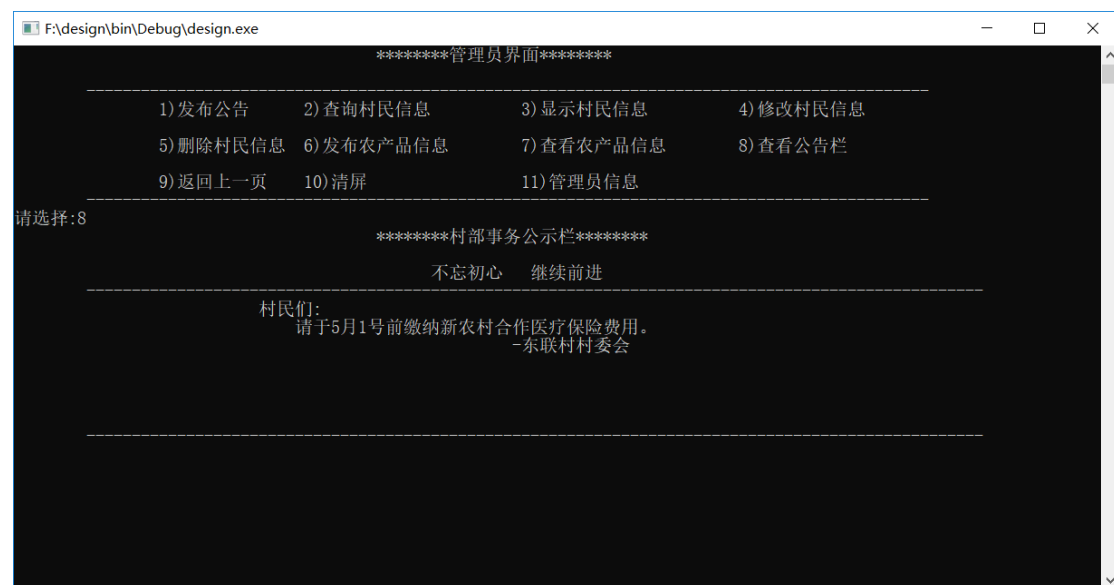 F:\design\bin\Debug\design.exe
********管理员界面********
1)发布公告 2)查询村民信息 3)显示村民信息 4)修改村民信息
5)删除村民信息 6)发布农产品信息 7)查看农产品信息 8)查看公告栏
9)返回上一页 10)清屏 11)管理员信息
请选择:8
********村部事务公示栏********
不忘初心 继续前进
村民们:
请于5月1号前缴纳新农村合作医疗保险费用。
-东联村村委会